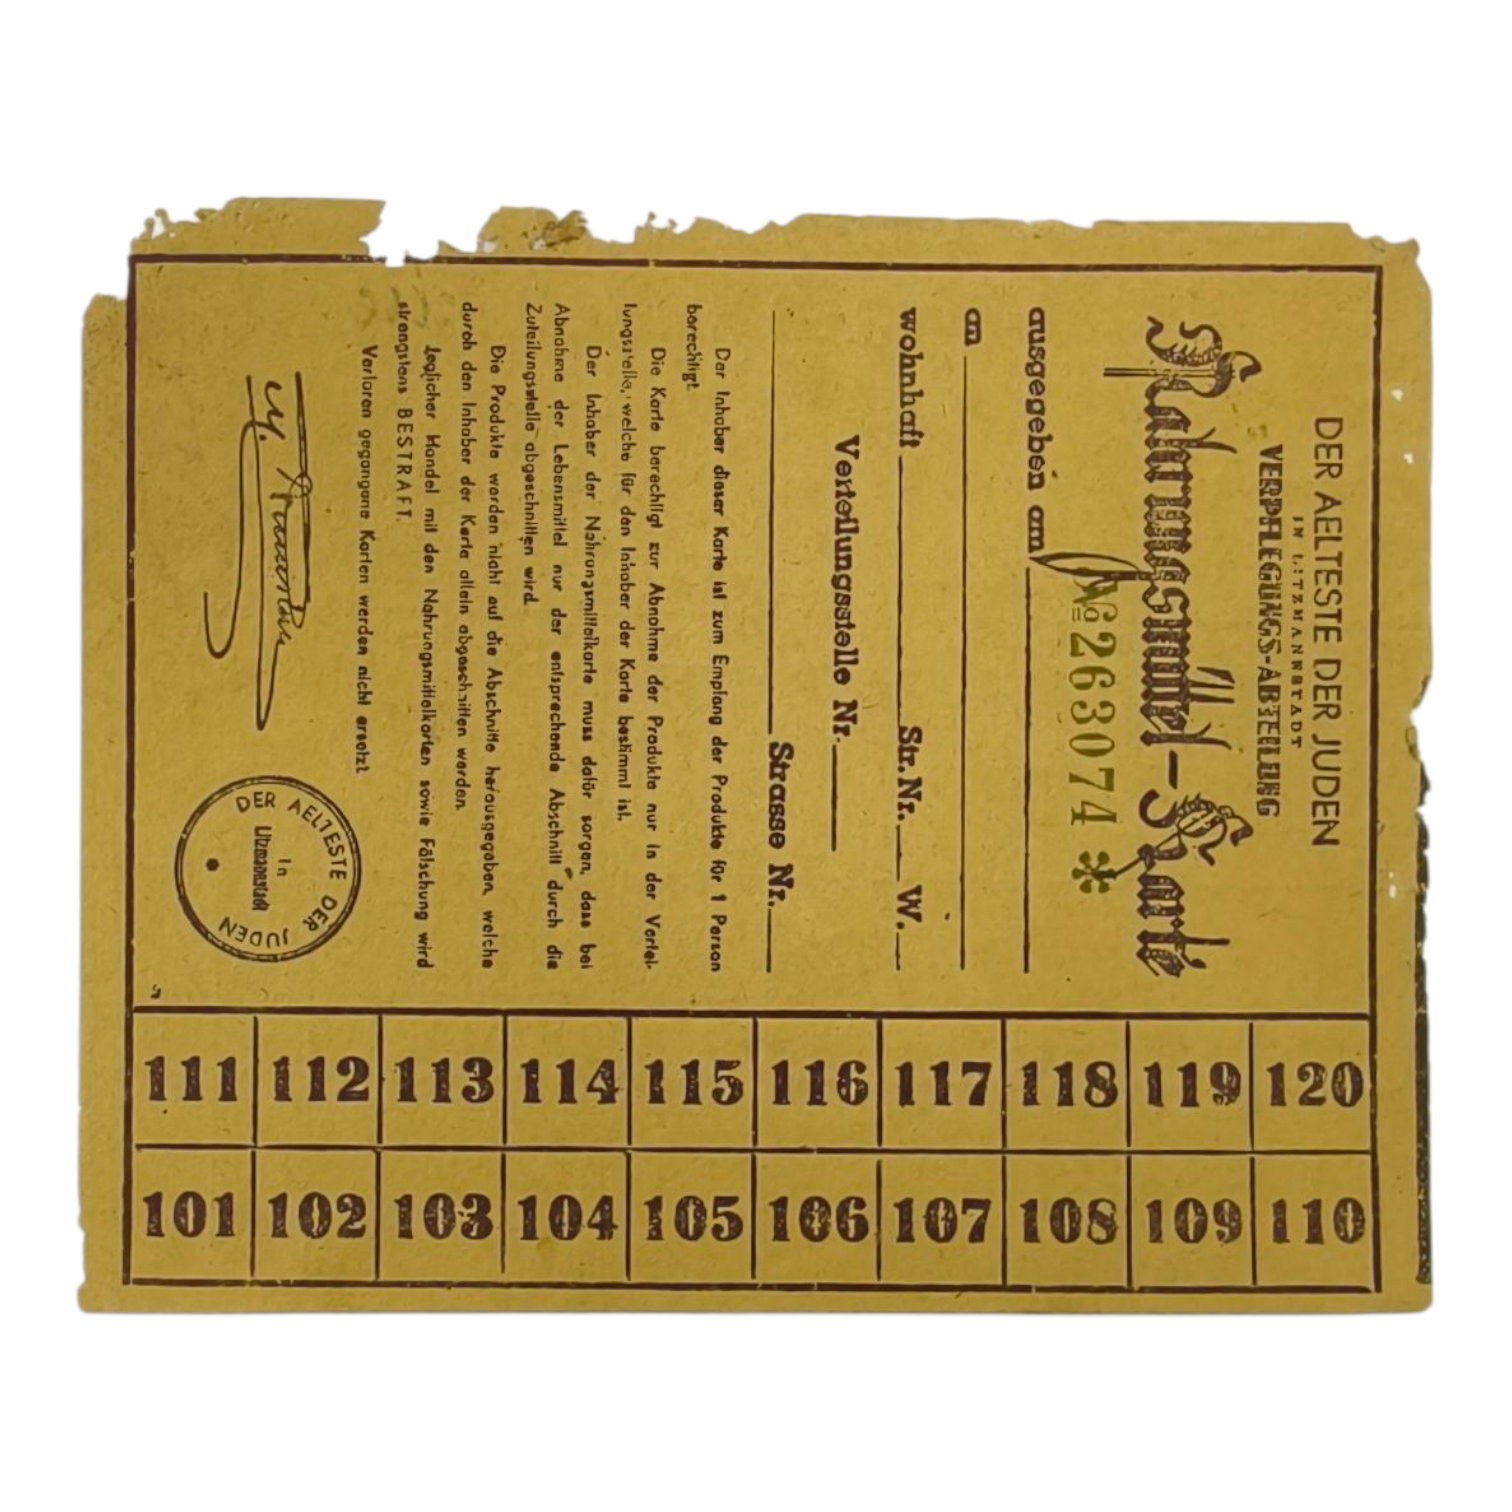 DER AELTESTE DER JUDEN
IN LITZMANNSTADT
VERPFLEGUNGS-ABTEILUNG
Nahrungsmittel-Karte
№ 263074 *
ausgegeben am
an
wohnhaft Str. Nr. W.
Verteilungsstelle Nr.
Strasse Nr.
Der Inhaber dieser Karte ist zum Empfang der Produkte für 1 Person
berechtigt.
Die Karte berechtigt zur Abnahme der Produkte nur in der Vertei-
lungsstelle, welche für den Inhaber der Karte bestimmt ist.
Der Inhaber der Nahrungsmittelkarte muss dafür sorgen, dass bei
Abnahme der Lebensmittel nur der entsprechende Abschnitt durch die
Zuteilungsstelle abgeschnitten wird.
Die Produkte werden nicht auf die Abschnitte herausgegeben, welche
durch den Inhaber der Karte allein abgeschnitten werden.
Jeglicher Handel mit den Nahrungsmittelkarten sowie Fälschung wird
strengstens BESTRAFT.
Verloren gegangene Karten werden nicht ersetzt
DER AELTESTE DER JUDEN
in
Litzmannstadt
111 112 113 114 115 116 117 118 119 120
101 102 103 104 105 106 107 108 109 110